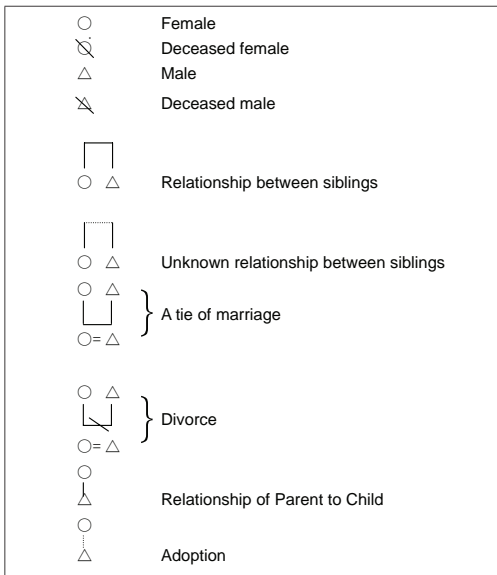 Female
Deceased female
Male
Deceased male
Relationship between siblings
Unknown relationship between siblings
A tie of marriage
Divorce
Relationship of Parent to Child
Adoption